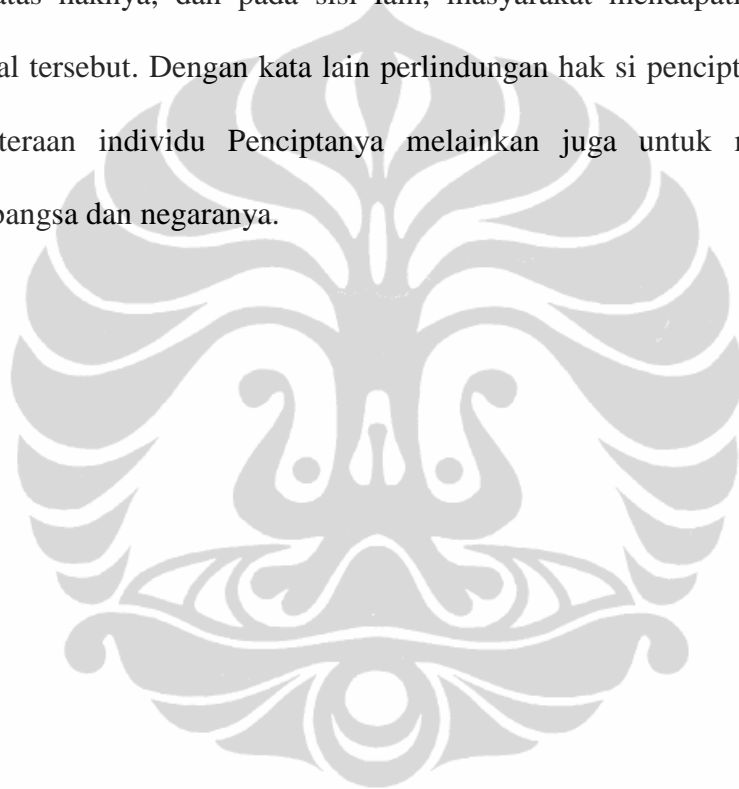 atas haknya, dan pada sisi lain, masyarakat mendapati
al tersebut. Dengan kata lain perlindungan hak si pencipt
teraan individu Penciptanya melainkan juga untuk
bangsa dan negaranya.